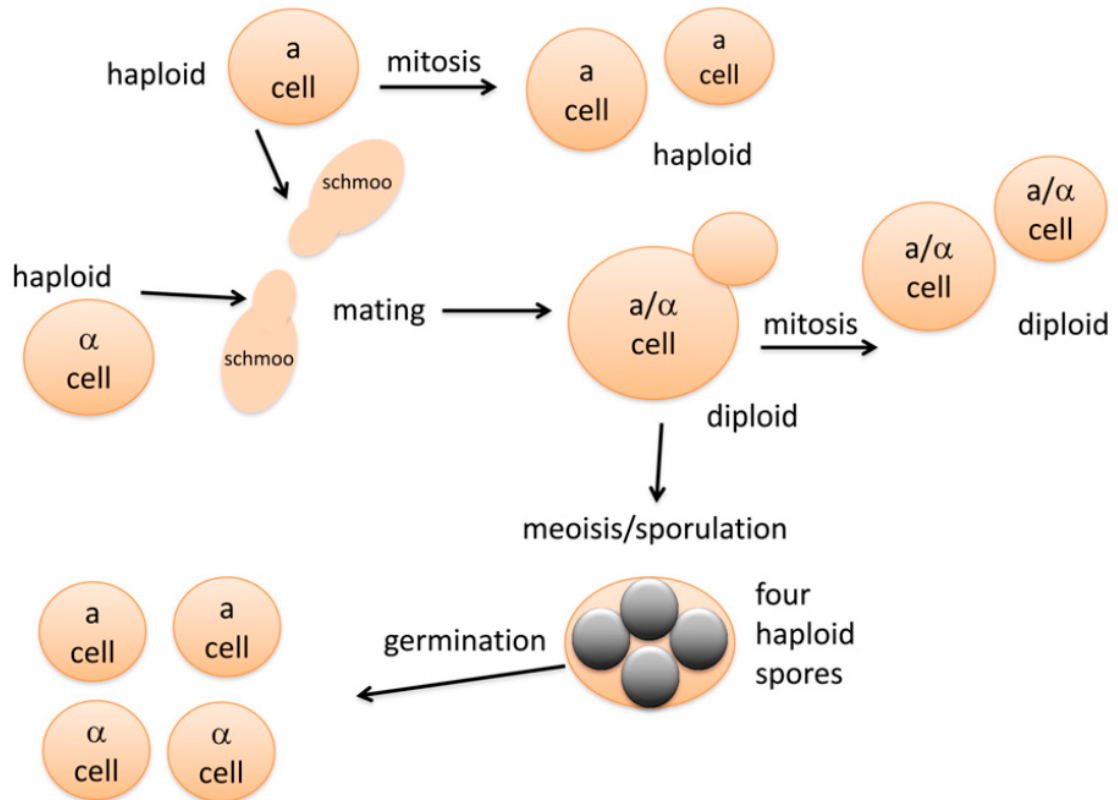 a
cell
haploid
mitosis
a
cell
a
cell
haploid
schmoo
haploid
α
cell
schmoo
mating
a/α
cell
diploid
mitosis
a/α
cell
a/α
cell
diploid
meoisis/sporulation
four
haploid
spores
germination
a
cell
a
cell
α
cell
α
cell